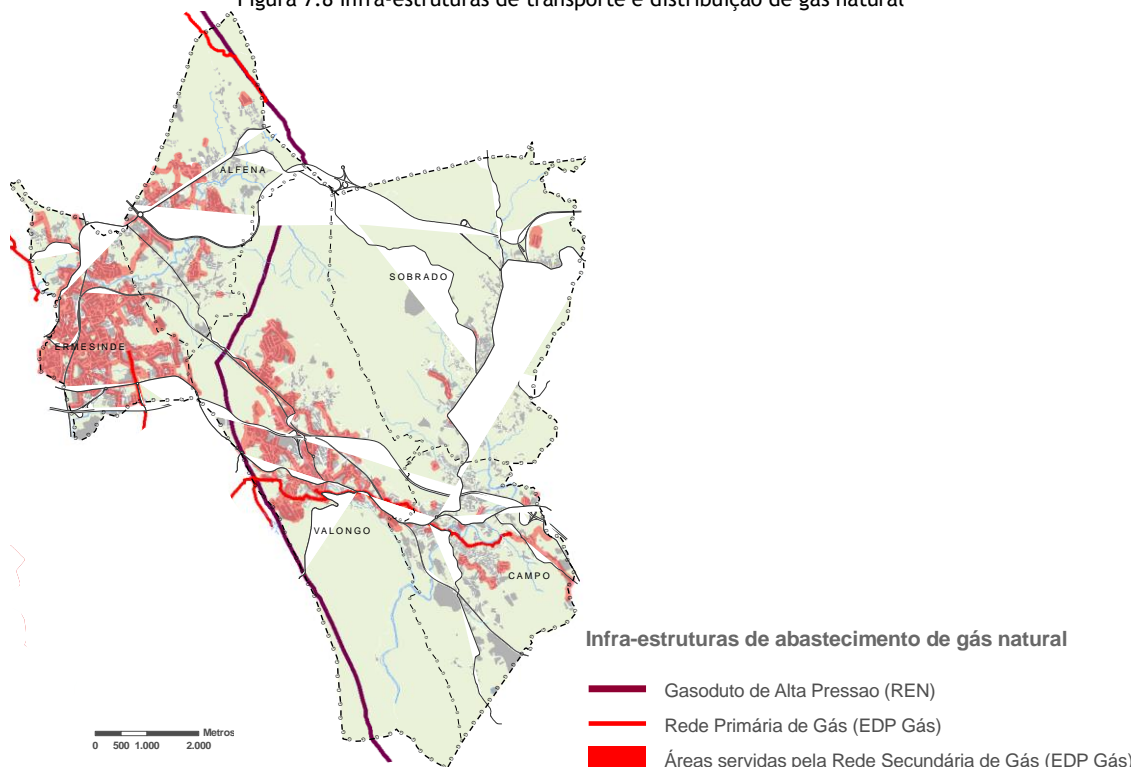 Figura 7.6 Infra-estruturas de transporte e distribuição de gás natural
ALFENA
SOBRADO
ERMESINDE
VALONGO
CAMPO
Infra-estruturas de abastecimento de gás natural
Gasoduto de Alta Pressao (REN)
Rede Primária de Gás (EDP Gás)
Áreas servidas pela Rede Secundária de Gás (EDP Gás)
Metros
0 500 1.000 2.000